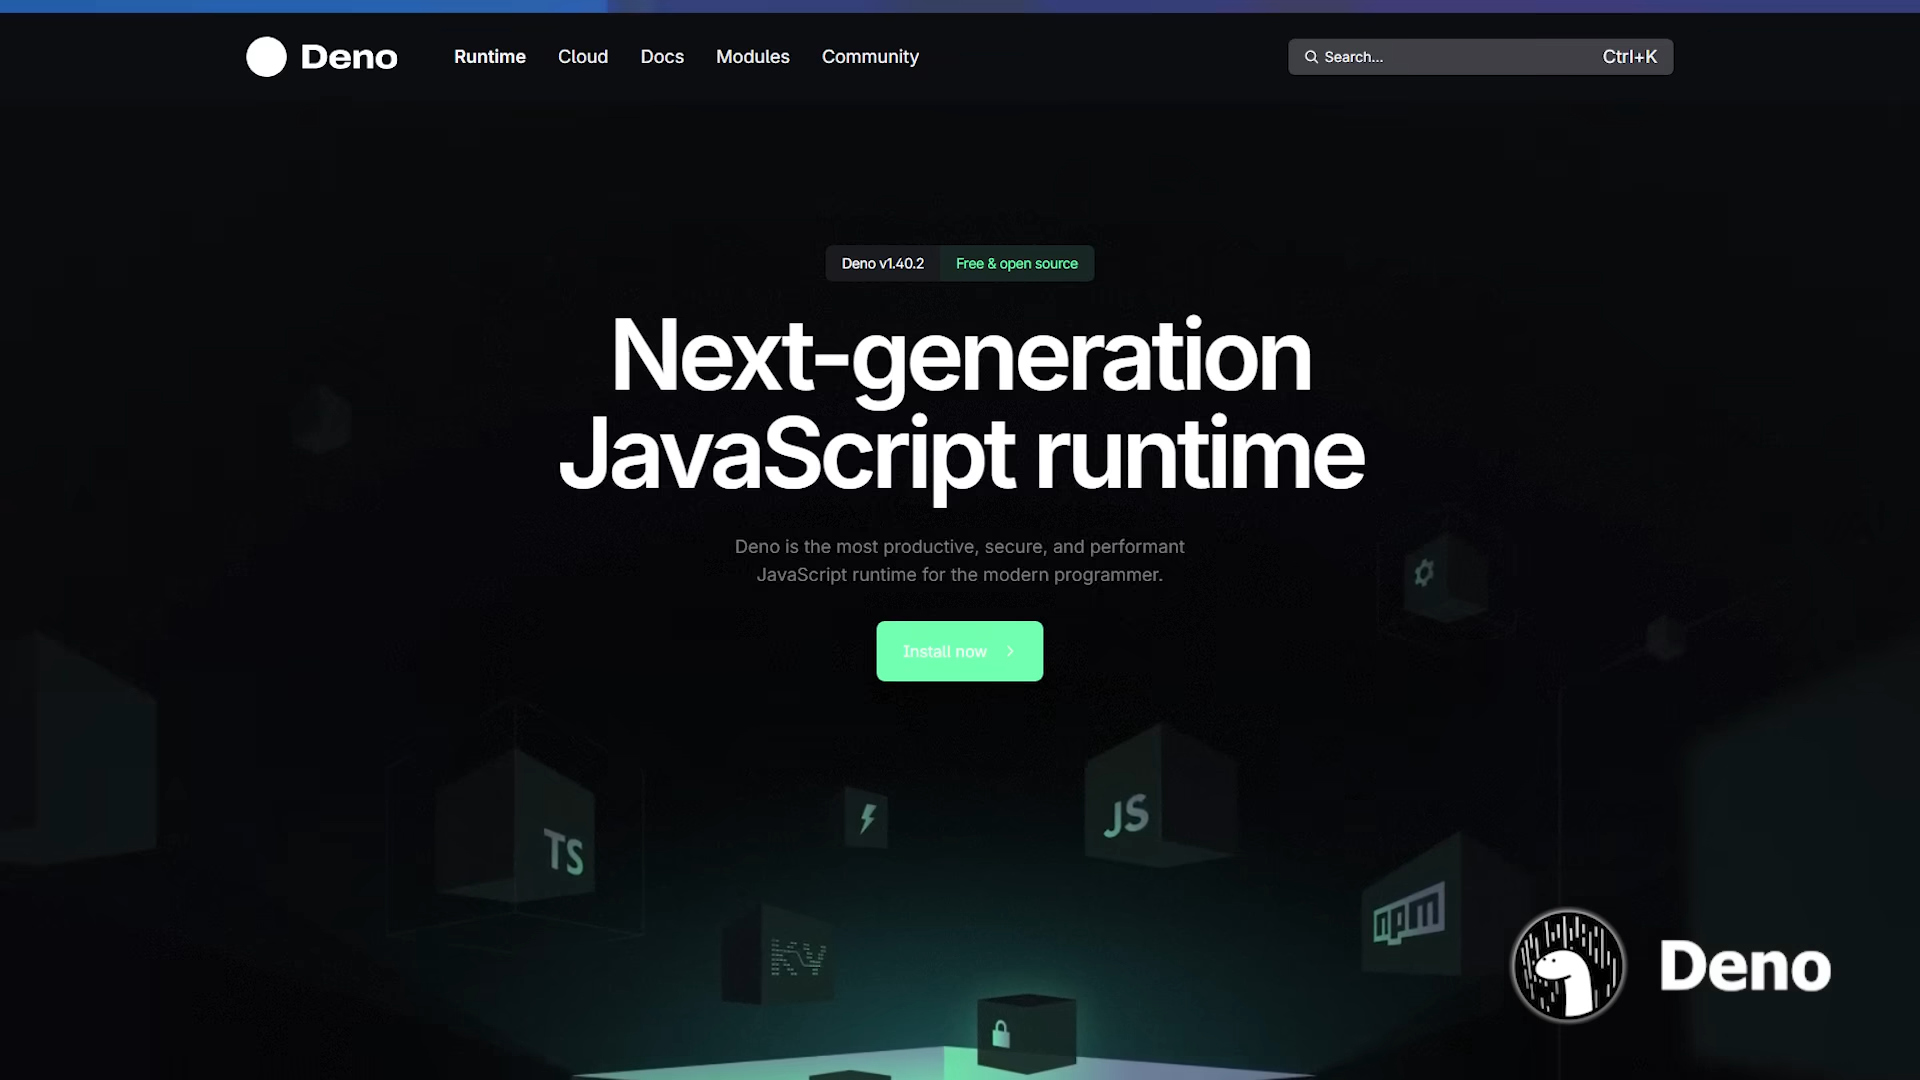 Deno
Runtime
Cloud
Docs
Modules
Community
Search...
Ctrl+K
Deno v1.40.2
Free & open source
Next-generation
JavaScript runtime
Deno is the most productive, secure, and performant
JavaScript runtime for the modern programmer.
Install now
TS
JS
npm
KV
Deno